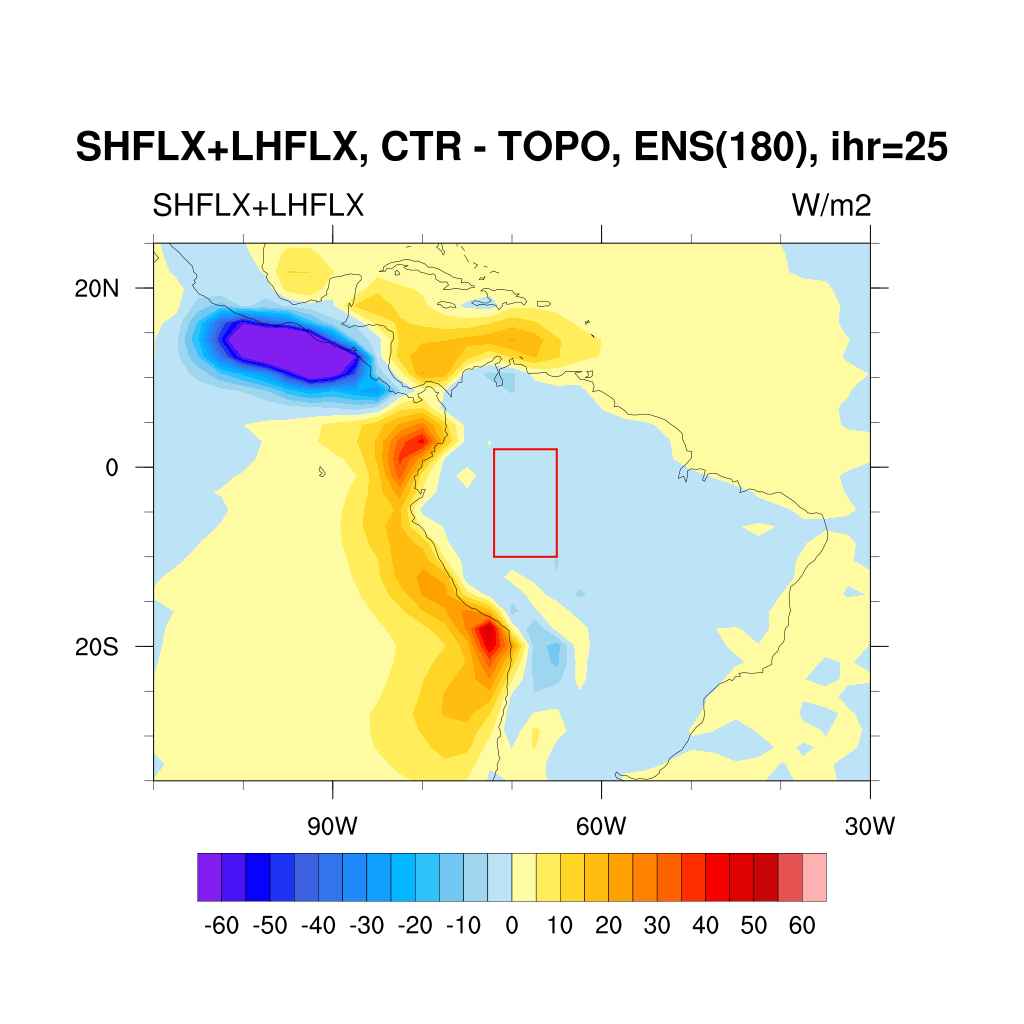 SHFLX+LHFLX, CTR - TOPO, ENS(180), ihr=25
SHFLX+LHFLX W/m2
20N
0
20S
90W 60W 30W
-60 -50 -40 -30 -20 -10 0 10 20 30 40 50 60